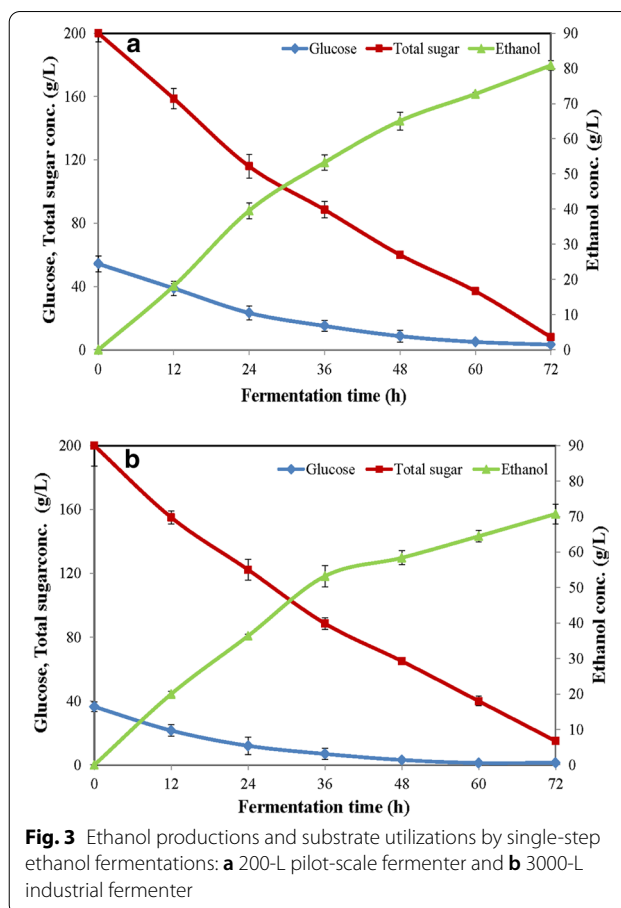 a
Glucose Total sugar Ethanol
Glucose, Total sugar conc. (g/L)
200
160
120
80
40
0
Ethanol conc. (g/L)
90
80
70
60
50
40
30
20
10
0
0 12 24 36 48 60 72
Fermentation time (h)
b
Glucose Total sugar Ethanol
Glucose, Total sugarconc. (g/L)
200
160
120
80
40
0
Ethanol conc. (g/L)
90
80
70
60
50
40
30
20
10
0
0 12 24 36 48 60 72
Fermentation time (h)
Fig. 3 Ethanol productions and substrate utilizations by single-step
ethanol fermentations: a 200-L pilot-scale fermenter and b 3000-L
industrial fermenter